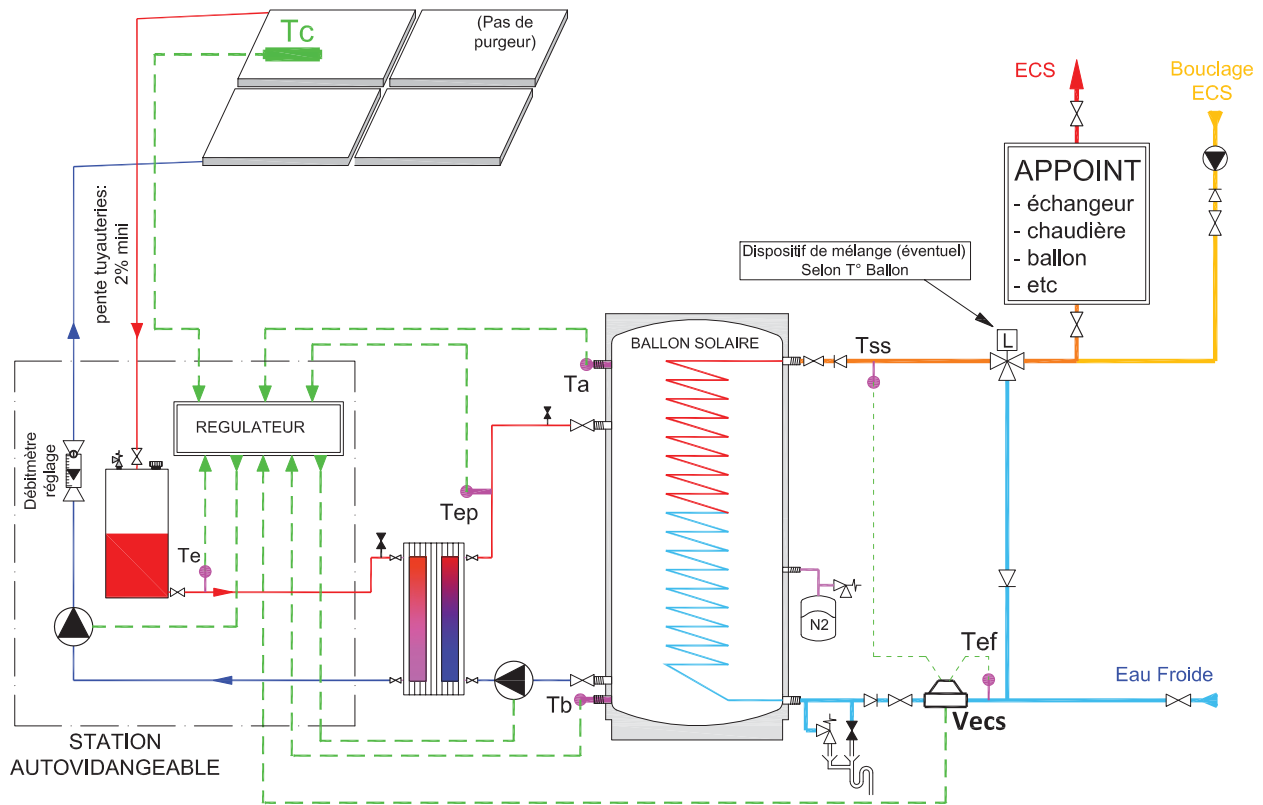 Tc
(Pas de
purgeur)
ECS
Bouclage
ECS
APPOINT
- échangeur
- chaudière
- ballon
- etc
pente tuyauteries:
2% mini
Dispositif de mélange (éventuel)
Selon T° Ballon
L
BALLON SOLAIRE
Tss
Ta
REGULATEUR
Débitmètre
réglage
Tep
Te
N2
Tef
Eau Froide
Tb
Vecs
STATION
AUTOVIDANGEABLE